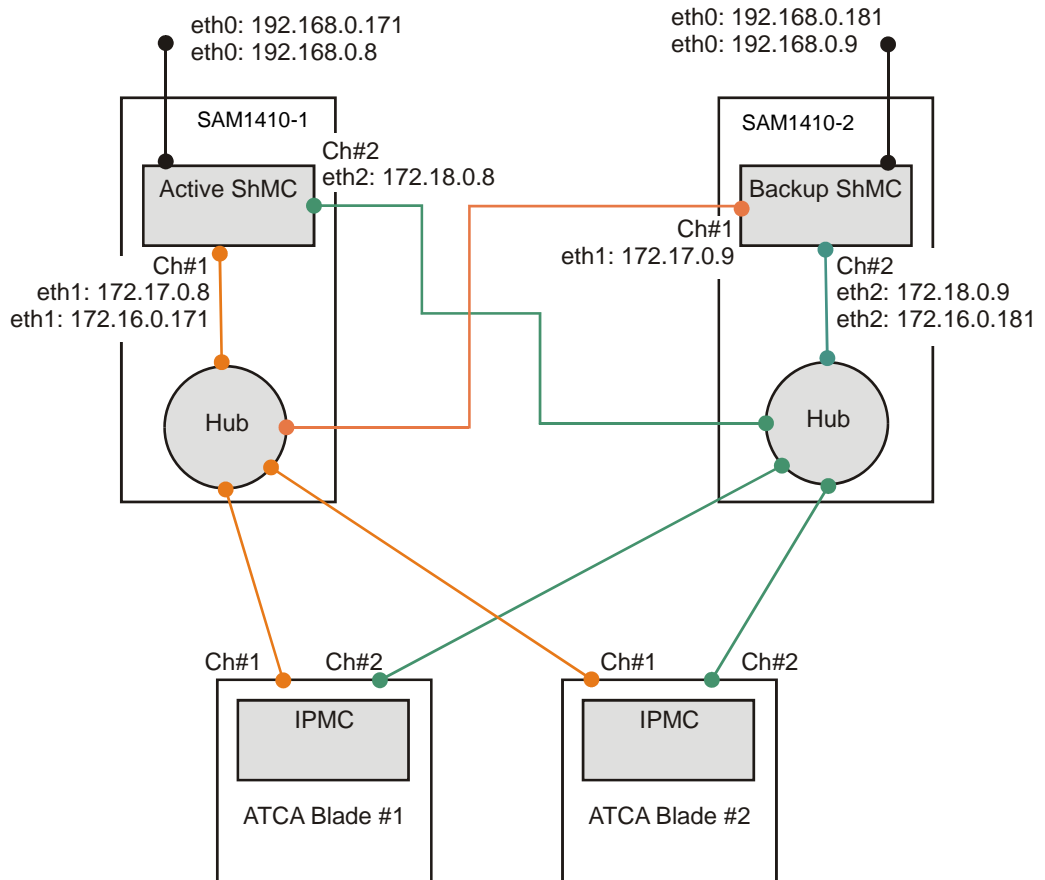 eth0: 192.168.0.171
eth0: 192.168.0.8
eth0: 192.168.0.181
eth0: 192.168.0.9
SAM1410-1
SAM1410-2
Ch#2
eth2: 172.18.0.8
Active ShMC
Backup ShMC
Ch#1
eth1: 172.17.0.9
Ch#1
eth1: 172.17.0.8
eth1: 172.16.0.171
Ch#2
eth2: 172.18.0.9
eth2: 172.16.0.181
Hub
Hub
Ch#1
Ch#2
Ch#1
Ch#2
IPMC
IPMC
ATCA Blade #1
ATCA Blade #2